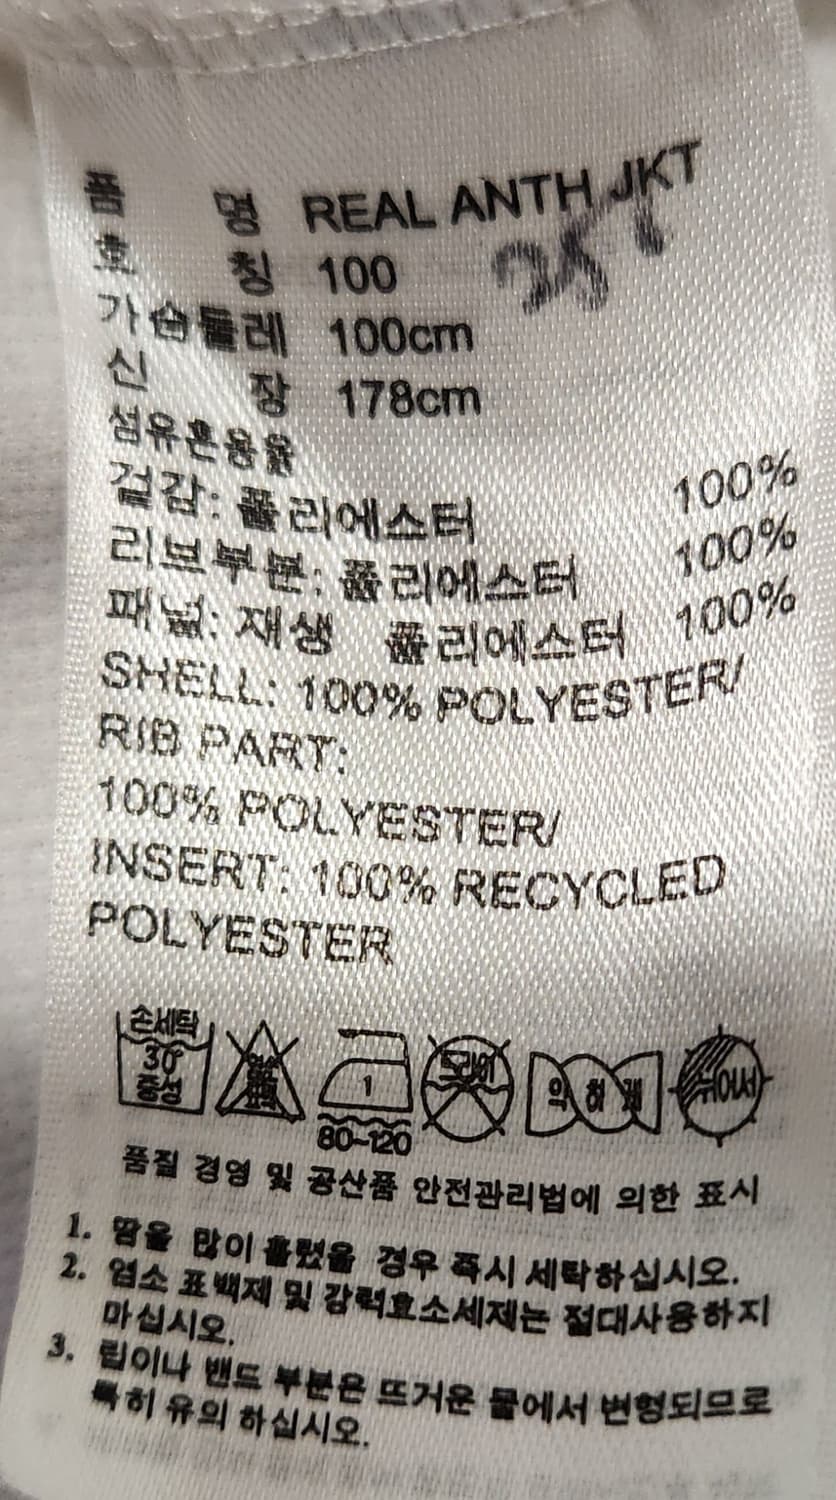 품 명 REAL ANTH JKT
호 칭 100
가슴둘레 100cm
신 장 178cm
섬유혼용율
겉감: 폴리에스터 100%
리브부분: 폴리에스터 100%
패널: 재생 폴리에스터 100%
SHELL: 100% POLYESTER/
RIB PART:
100% POLYESTER/
INSERT: 100% RECYCLED
POLYESTER
손세탁
30°
중성
1
80~120
드라이
약하게
뉘어서
품질 경영 및 공산품 안전관리법에 의한 표시
1. 땀을 많이 흘렸을 경우 즉시 세탁하십시오.
2. 염소 표백제 및 강력효소세제는 절대사용하지
마십시오.
3. 립이나 밴드 부분은 뜨거운 물에서 변형되므로
특히 유의 하십시오.